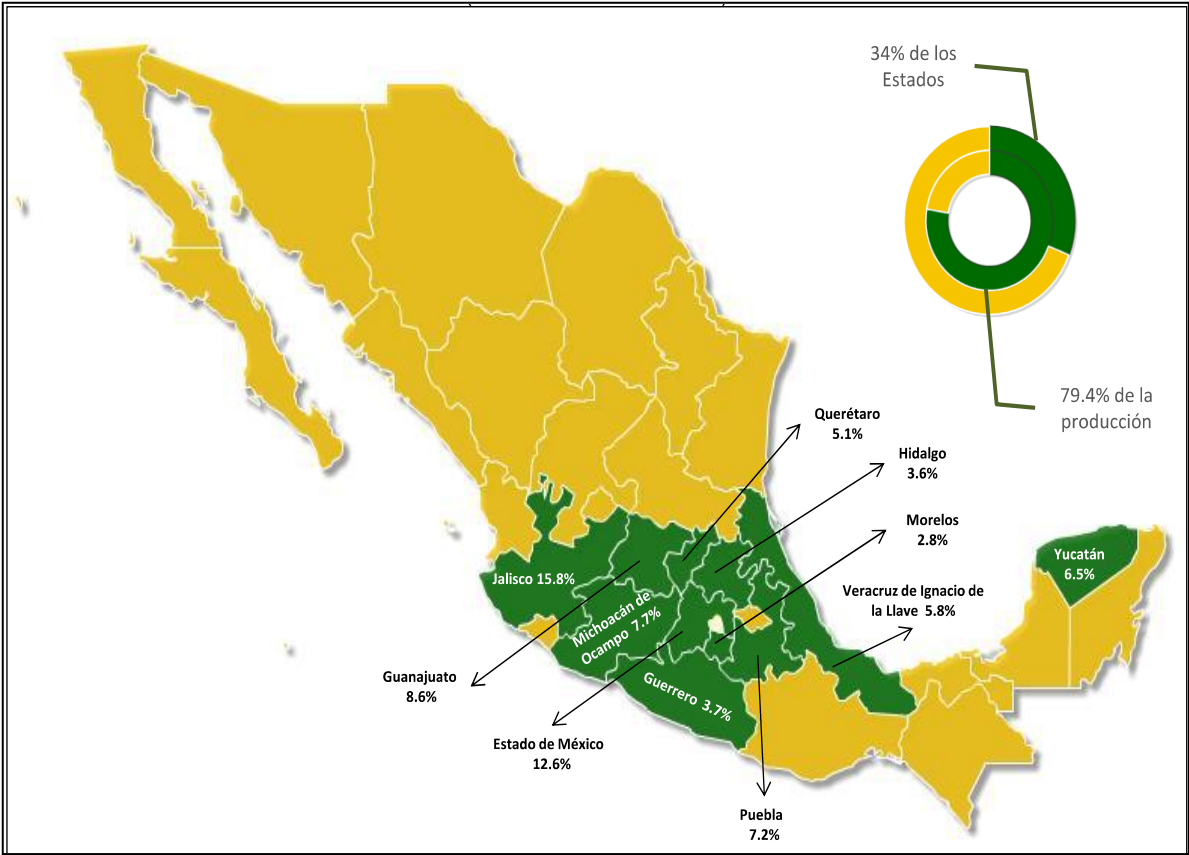 34% de los
Estados
79.4% de la
producción
Querétaro
5.1%
Hidalgo
3.6%
Morelos
2.8%
Yucatán
6.5%
Veracruz de Ignacio de
la Llave 5.8%
Jalisco 15.8%
Michoacán de
Ocampo 7.7%
Guanajuato
8.6%
Guerrero 3.7%
Estado de México
12.6%
Puebla
7.2%